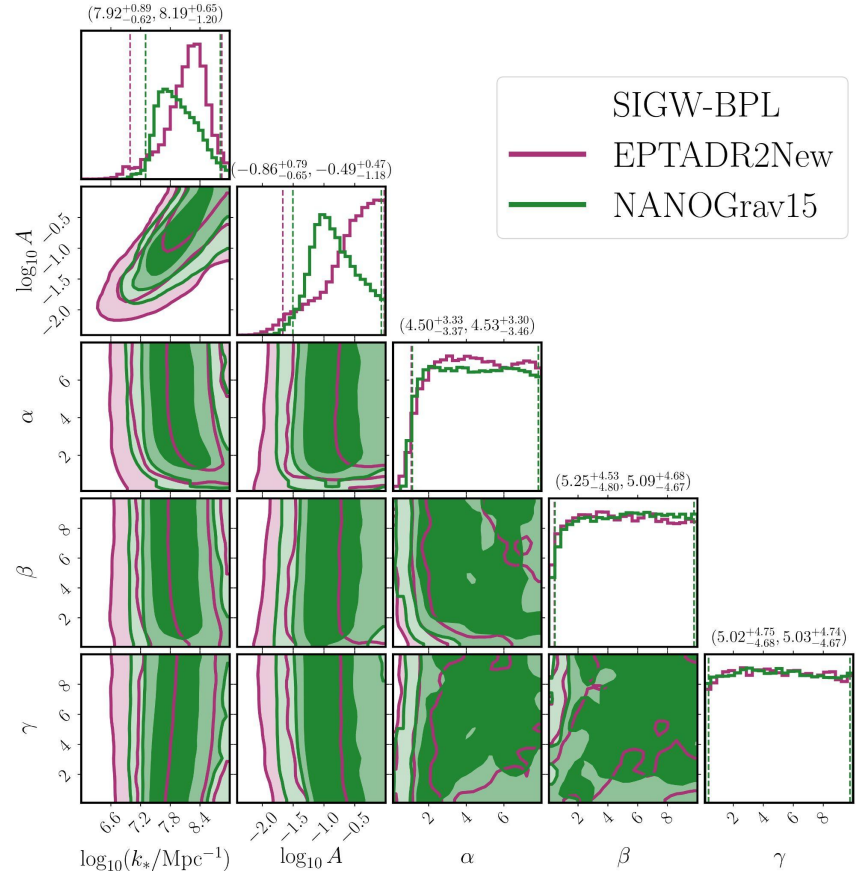 (7.92^{+0.89}_{-0.62}, 8.19^{+0.65}_{-1.20})
SIGW-BPL
EPTADR2New
NANOGrav15
(−0.86^{+0.79}_{-0.65}, −0.49^{+0.47}_{-1.18})
log₁₀ A
−0.5
−1.0
−1.5
−2.0
(4.50^{+3.33}_{-3.37}, 4.53^{+3.30}_{-3.46})
α
6
4
2
(5.25^{+4.53}_{-4.80}, 5.09^{+4.68}_{-4.67})
β
8
6
4
2
(5.02^{+4.75}_{-4.68}, 5.03^{+4.74}_{-4.67})
γ
8
6
4
2
6.6 7.2 7.8 8.4 −2.0 −1.5 −1.0 −0.5 2 4 6 2 4 6 8 2 4 6 8
log₁₀(k_*/Mpc⁻¹) log₁₀ A α β γ